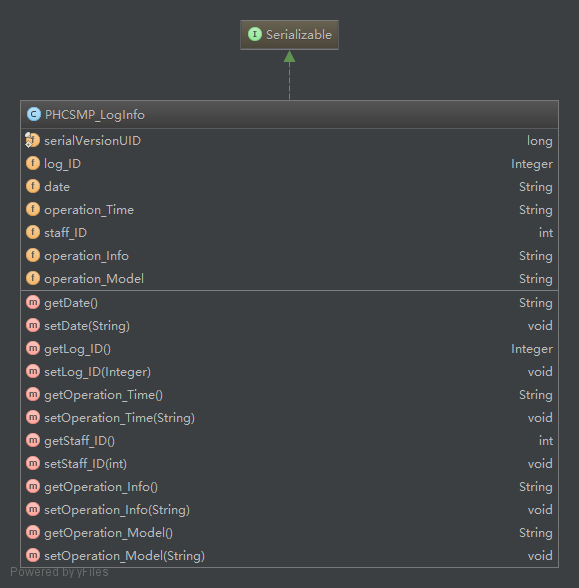 I Serializable
C PHCSMP_LogInfo
f serialVersionUID long
f log_ID Integer
f date String
f operation_Time String
f staff_ID int
f operation_Info String
f operation_Model String
m getDate() String
m setDate(String) void
m getLog_ID() Integer
m setLog_ID(Integer) void
m getOperation_Time() String
m setOperation_Time(String) void
m getStaff_ID() int
m setStaff_ID(int) void
m getOperation_Info() String
m setOperation_Info(String) void
m getOperation_Model() String
m setOperation_Model(String) void
Powered by yFiles